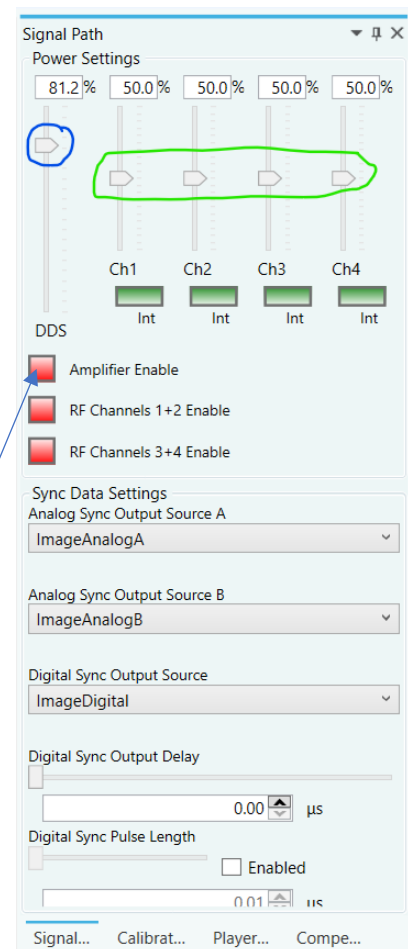 Signal Path
Power Settings
81.2 % 50.0 % 50.0 % 50.0 % 50.0 %
Ch1 Ch2 Ch3 Ch4
Int Int Int Int
DDS
Amplifier Enable
RF Channels 1+2 Enable
RF Channels 3+4 Enable
Sync Data Settings
Analog Sync Output Source A
ImageAnalogA
Analog Sync Output Source B
ImageAnalogB
Digital Sync Output Source
ImageDigital
Digital Sync Output Delay
0.00 µs
Digital Sync Pulse Length
Enabled
0.01 µs
Signal... Calibrat... Player... Compe...